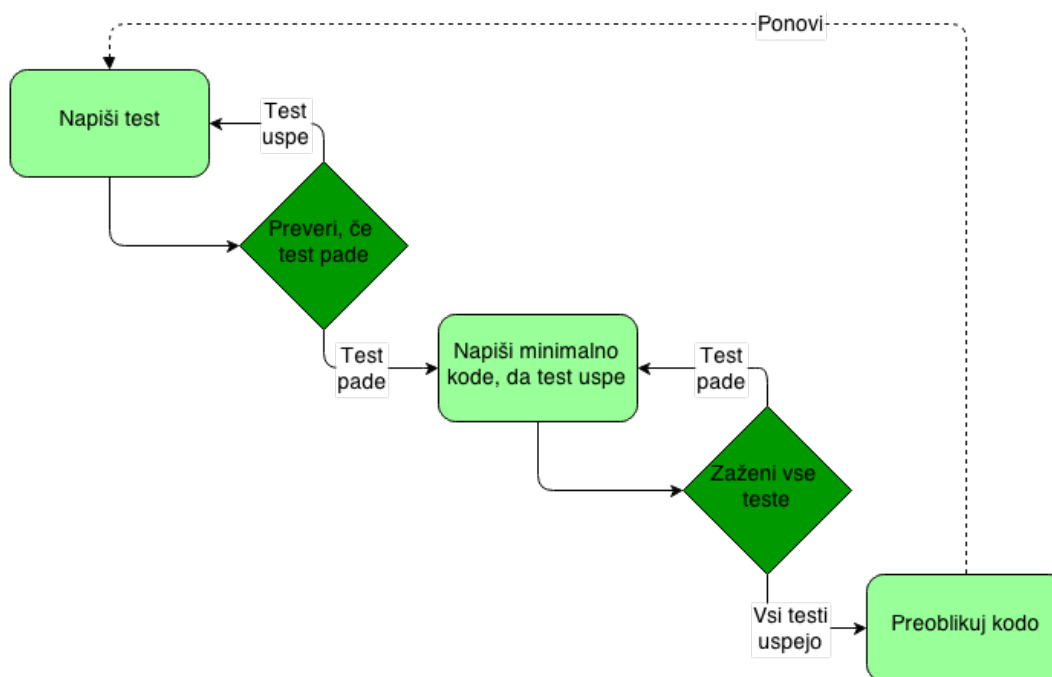 Ponovi
Napiši test
Test
uspe
Preveri, če
test pade
Test
pade
Napiši minimalno
kode, da test uspe
Test
pade
Zaženi vse
teste
Vsi testi
uspejo
Preoblikuj kodo